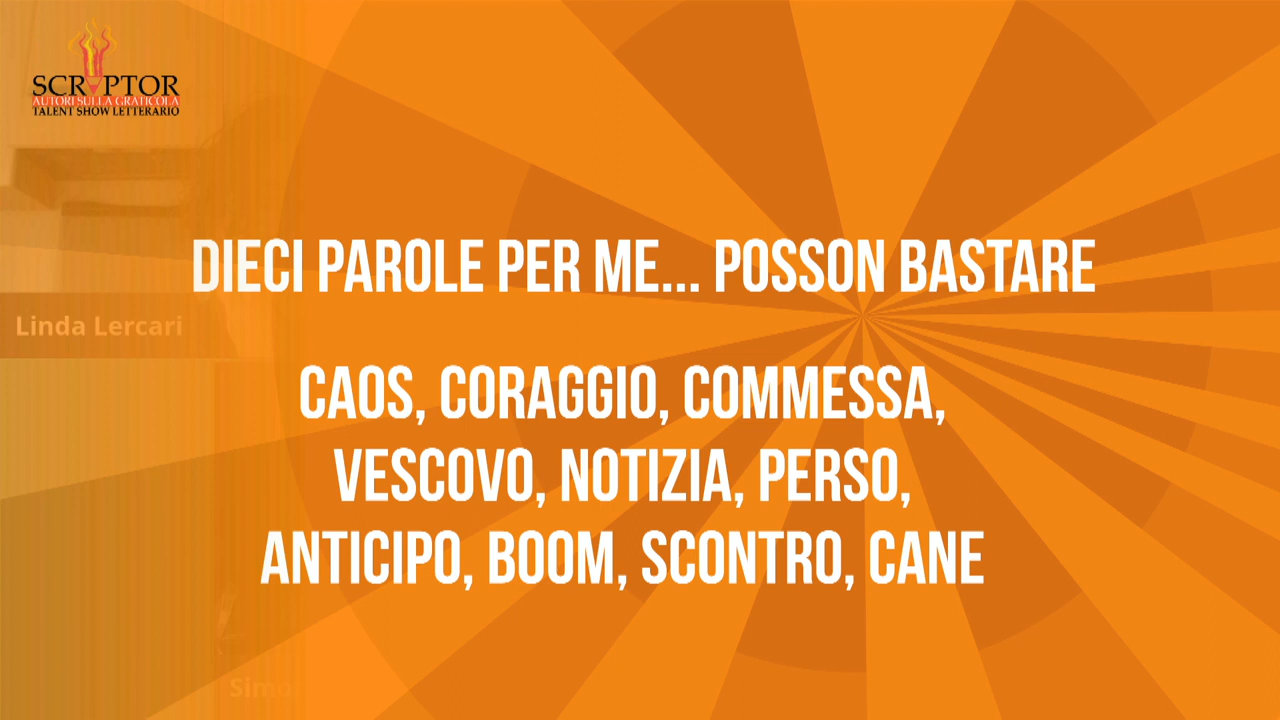 SCRIPTOR
AUTORI SULLA GRATICOLA
TALENT SHOW LETTERARIO
DIECI PAROLE PER ME... POSSON BASTARE
Linda Lercari
CAOS, CORAGGIO, COMMESSA,
VESCOVO, NOTIZIA, PERSO,
ANTICIPO, BOOM, SCONTRO, CANE